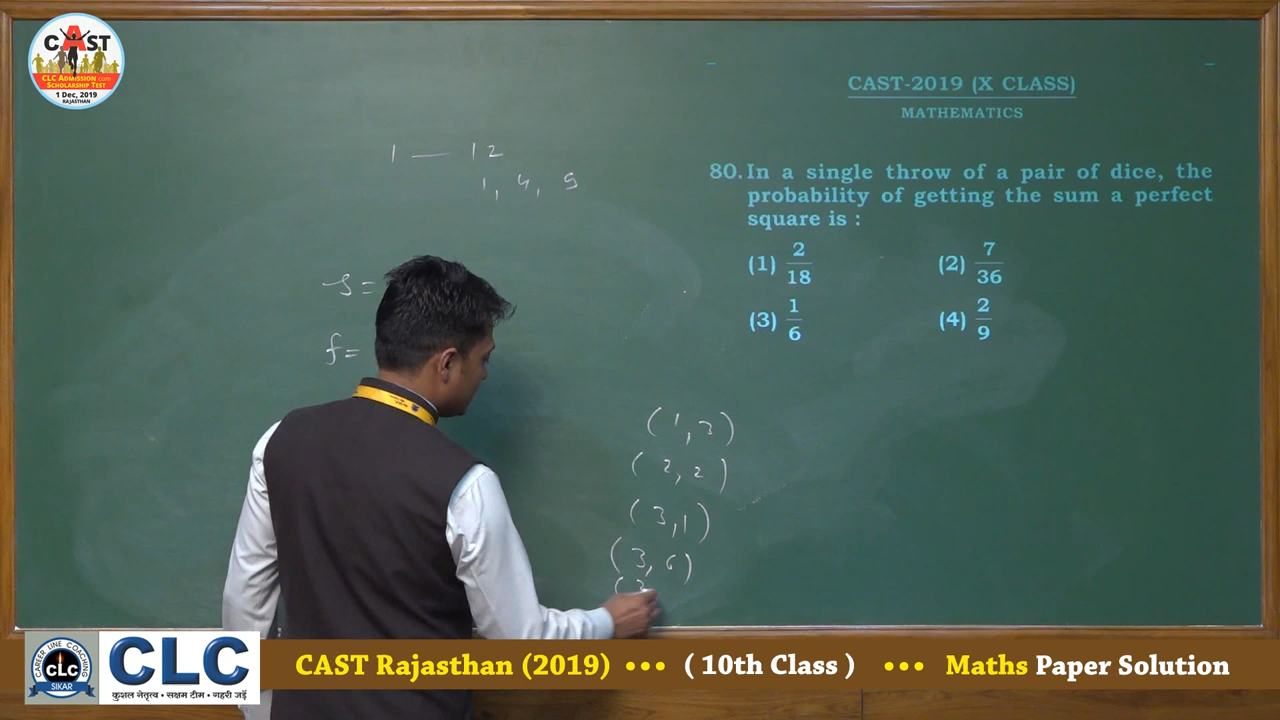 CAST
CLC ADMISSION cum
SCHOLARSHIP TEST
1 Dec, 2019
RAJASTHAN
CAST-2019 (X CLASS)
MATHEMATICS
80. In a single throw of a pair of dice, the
probability of getting the sum a perfect
square is :
(1) 2/18 (2) 7/36
(3) 1/6 (4) 2/9
1 — 12
1, 4, 9
S =
f =
(1, 3)
(2, 2)
(3, 1)
(3, 6)
CAREER LINE COACHING
CLC
SIKAR
CLC
कुशल नेतृत्व • सक्षम टीम • गहरी जड़ें
CAST Rajasthan (2019) ••• ( 10th Class ) ••• Maths Paper Solution